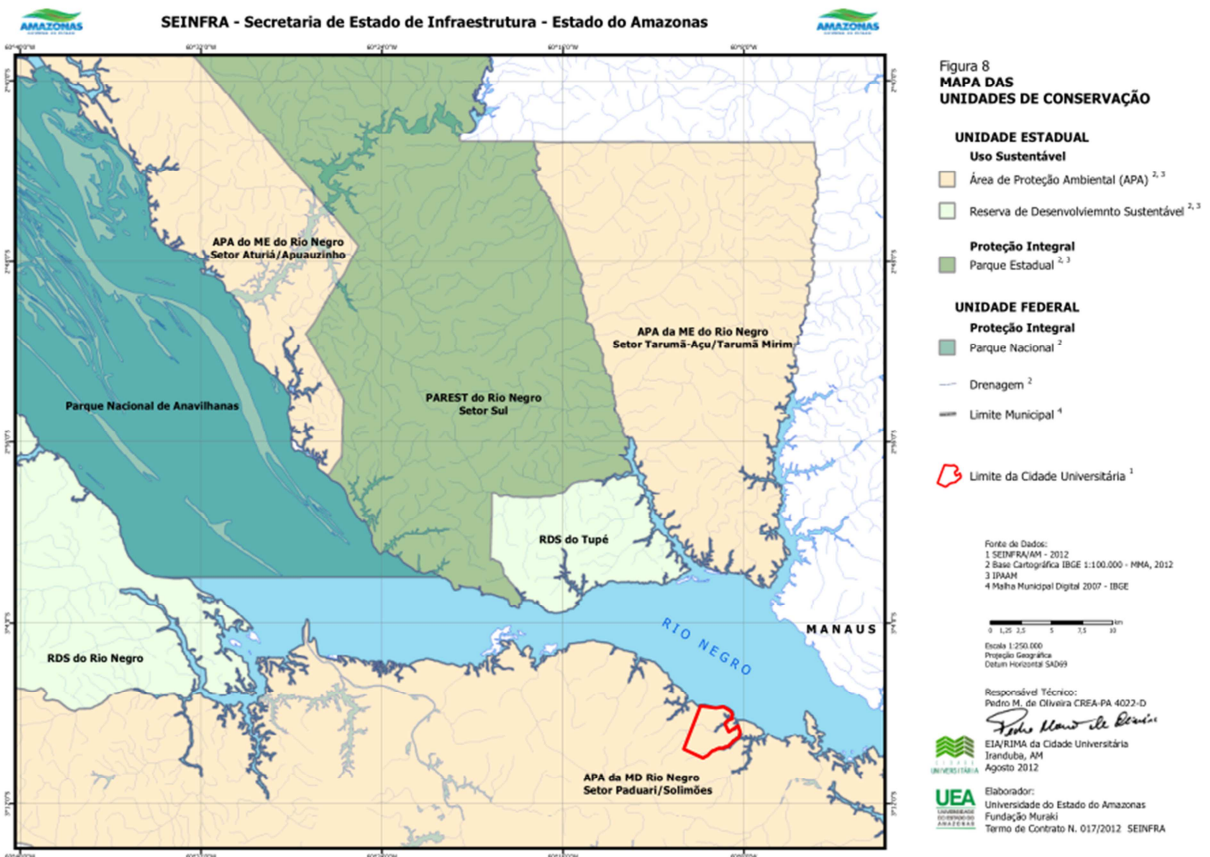 AMAZONAS
SEINFRA - Secretaria de Estado de Infraestrutura - Estado do Amazonas
AMAZONAS
APA do ME do Rio Negro
Setor Aturiá/Apuauzinho
APA da ME do Rio Negro
Setor Tarumã-Açu/Tarumã Mirim
Parque Nacional de Anavilhanas
PAREST do Rio Negro
Setor Sul
RDS do Tupé
MANAUS
RIO NEGRO
RDS do Rio Negro
APA da MD Rio Negro
Setor Paduari/Solimões
Figura 8
MAPA DAS
UNIDADES DE CONSERVAÇÃO
UNIDADE ESTADUAL
Uso Sustentável
Área de Proteção Ambiental (APA) 2, 3
Reserva de Desenvolviemnto Sustentável 2, 3
Proteção Integral
Parque Estadual 2, 3
UNIDADE FEDERAL
Proteção Integral
Parque Nacional 2
Drenagem 2
Limite Municipal 4
Limite da Cidade Universitária 1
Fonte de Dados:
1 SEINFRA/AM - 2012
2 Base Cartográfica IBGE 1:100.000 - MMA, 2012
3 IPAAM
4 Malha Municipal Digital 2007 - IBGE
0 1,25 2,5 5 7,5 10 km
Escala 1:250.000
Projeção Geográfica
Datum Horizontal SAD69
Responsável Técnico:
Pedro M. de Oliveira CREA-PA 4022-D
CIDADE
UNIVERSITÁRIA
EIA/RIMA da Cidade Universitária
Iranduba, AM
Agosto 2012
UEA
UNIVERSIDADE
DO ESTADO DO
AMAZONAS
Elaborador:
Universidade do Estado do Amazonas
Fundação Muraki
Termo de Contrato N. 017/2012 SEINFRA